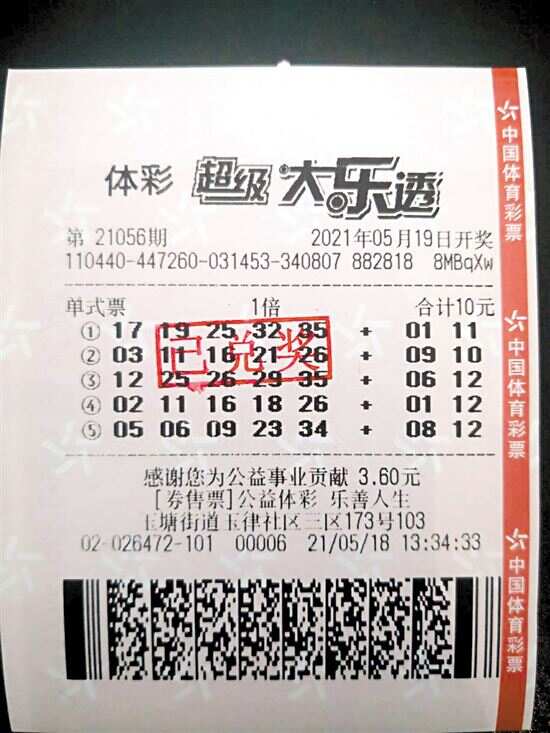 体彩 超级大乐透
第 21056期 2021年05月19日开奖
110440-447260-031453-340807 882818 8MBqXw
单式票 1倍 合计10元
① 17 19 25 32 35 + 01 11
② 03 11 16 21 26 + 09 10
③ 12 25 26 29 35 + 06 12
④ 02 11 16 18 26 + 01 12
⑤ 05 06 09 23 34 + 08 12
已兑奖
感谢您为公益事业贡献 3.60元
[券售票]公益体彩 乐善人生
玉塘街道玉律社区三区173号103
02-026472-101 00006 21/05/18 13:34:33
中国体育彩票
中国体育彩票
中国体育彩票